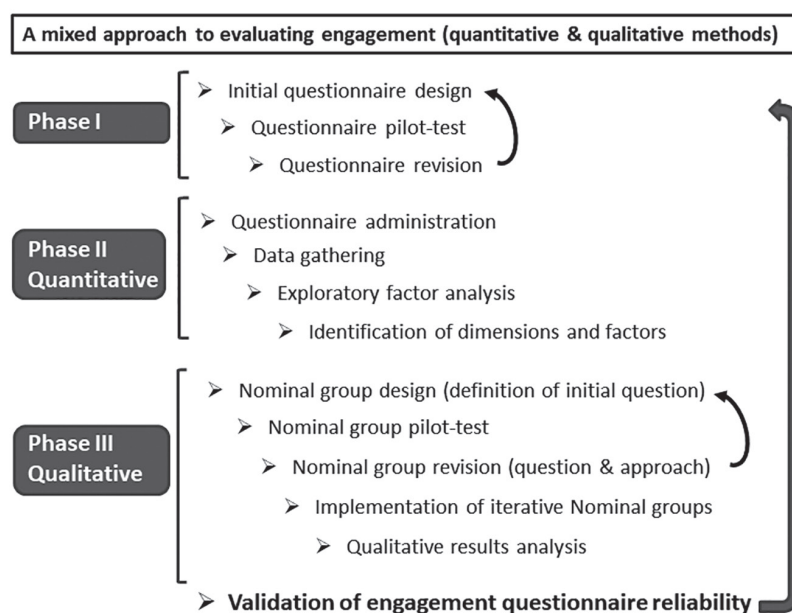 A mixed approach to evaluating engagement (quantitative & qualitative methods)
Phase I
Initial questionnaire design
Questionnaire pilot-test
Questionnaire revision
Phase II
Quantitative
Questionnaire administration
Data gathering
Exploratory factor analysis
Identification of dimensions and factors
Phase III
Qualitative
Nominal group design (definition of initial question)
Nominal group pilot-test
Nominal group revision (question & approach)
Implementation of iterative Nominal groups
Qualitative results analysis
Validation of engagement questionnaire reliability